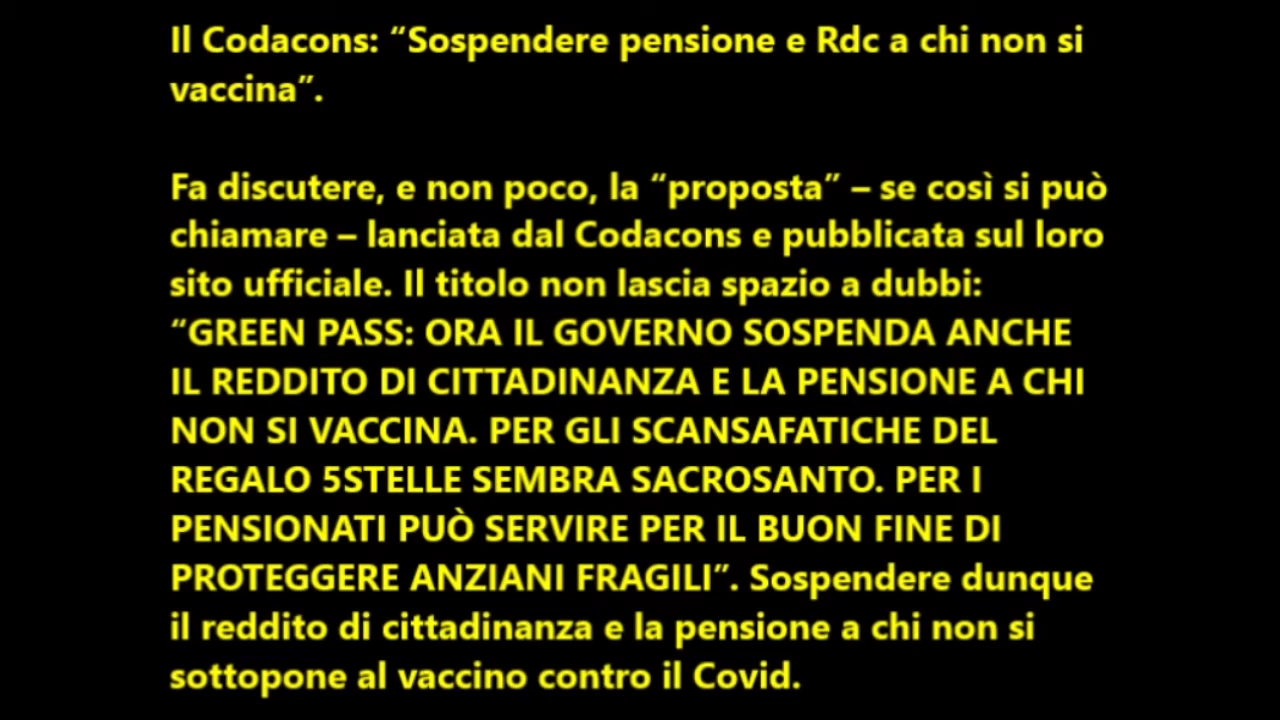 Il Codacons: “Sospendere pensione e Rdc a chi non si
vaccina”.
Fa discutere, e non poco, la “proposta” – se così si può
chiamare – lanciata dal Codacons e pubblicata sul loro
sito ufficiale. Il titolo non lascia spazio a dubbi:
“GREEN PASS: ORA IL GOVERNO SOSPENDA ANCHE
IL REDDITO DI CITTADINANZA E LA PENSIONE A CHI
NON SI VACCINA. PER GLI SCANSAFATICHE DEL
REGALO 5STELLE SEMBRA SACROSANTO. PER I
PENSIONATI PUÒ SERVIRE PER IL BUON FINE DI
PROTEGGERE ANZIANI FRAGILI”. Sospendere dunque
il reddito di cittadinanza e la pensione a chi non si
sottopone al vaccino contro il Covid.